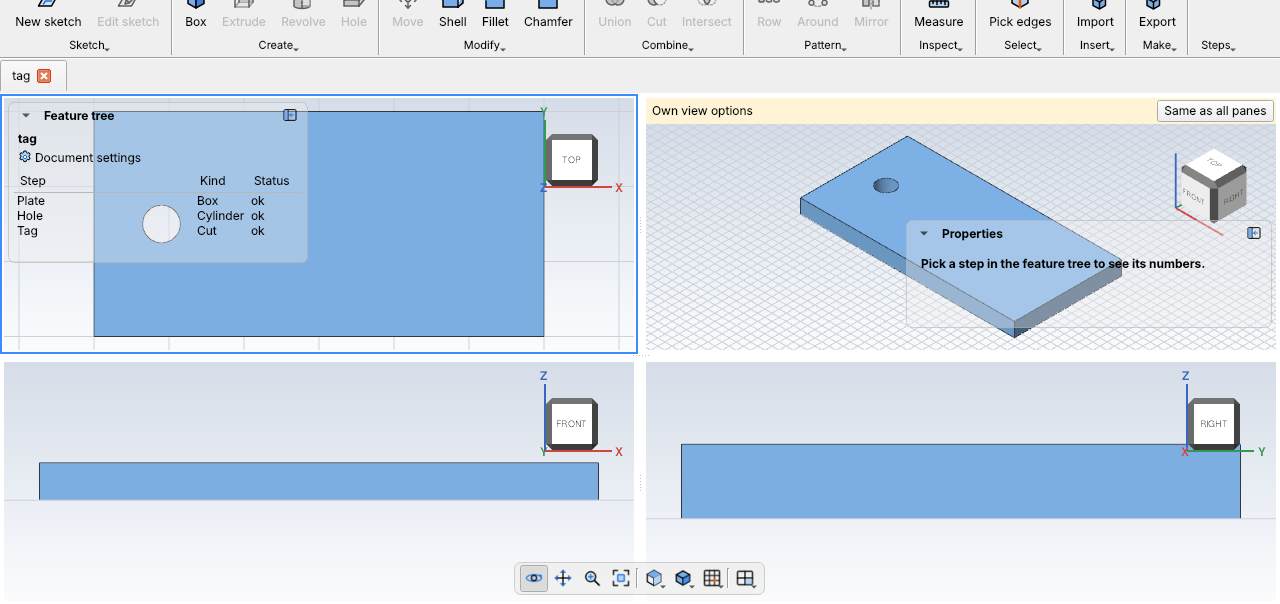 New sketch Edit sketch Box Extrude Revolve Hole Move Shell Fillet Chamfer Union Cut Intersect Row Around Mirror Measure Pick edges Import Export
Sketch Create Modify Combine Pattern Inspect Select Insert Make Steps
tag
Feature tree
tag
Document settings
Step Kind Status
Plate Box ok
Hole Cylinder ok
Tag Cut ok
Y
TOP
Z X
Own view options Same as all panes
TOP
FRONT RIGHT
Properties
Pick a step in the feature tree to see its numbers.
Z
FRONT
Y X
Z
RIGHT
X Y